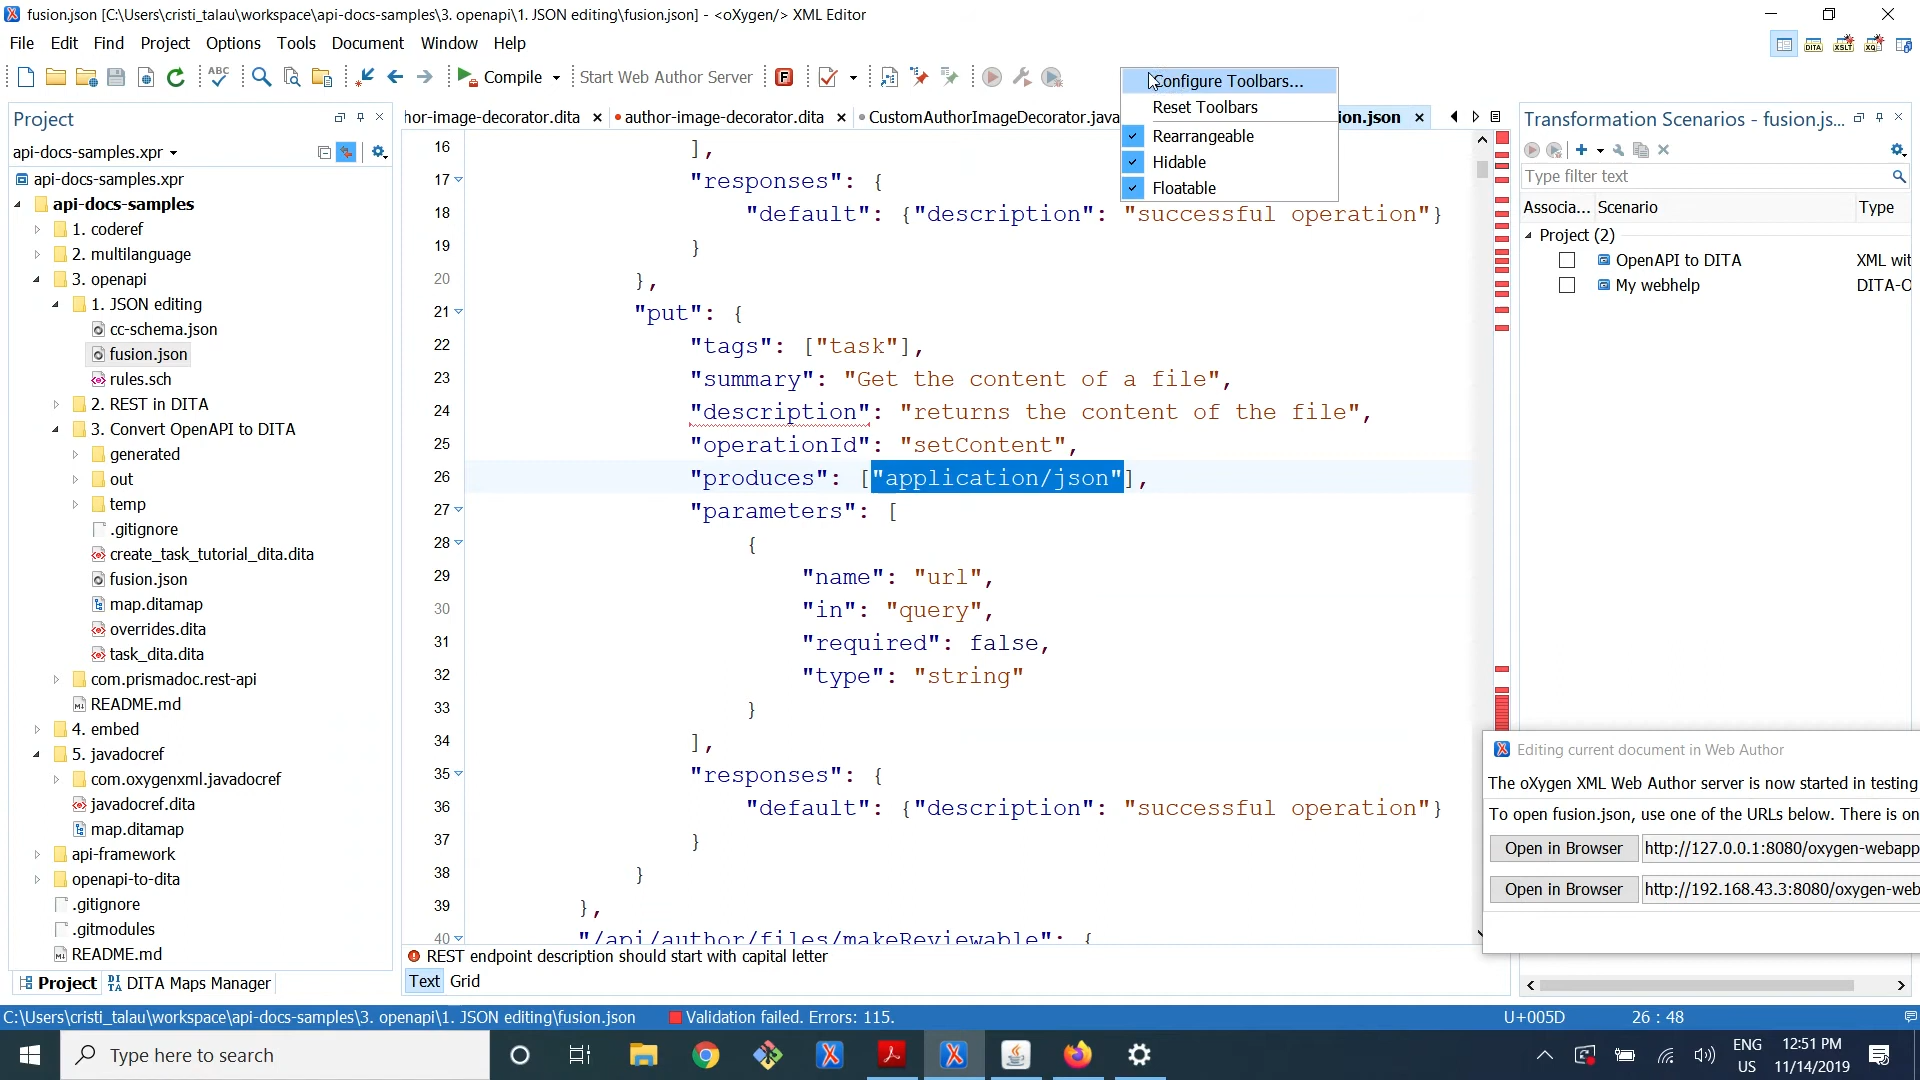 fusion.json [C:\Users\cristi_talau\workspace\api-docs-samples\3. openapi\1. JSON editing\fusion.json] - <oXygen/> XML Editor
File Edit Find Project Options Tools Document Window Help
ABC Compile Start Web Author Server DITA XSLT XQ
Configure Toolbars...
Reset Toolbars
Rearrangeable
Hidable
Floatable
Project
api-docs-samples.xpr
api-docs-samples.xpr
api-docs-samples
1. coderef
2. multilanguage
3. openapi
1. JSON editing
cc-schema.json
fusion.json
rules.sch
2. REST in DITA
3. Convert OpenAPI to DITA
generated
out
temp
.gitignore
create_task_tutorial_dita.dita
fusion.json
map.ditamap
overrides.dita
task_dita.dita
com.prismadoc.rest-api
README.md
4. embed
5. javadocref
com.oxygenxml.javadocref
javadocref.dita
map.ditamap
api-framework
openapi-to-dita
.gitignore
.gitmodules
README.md
Project DITA Maps Manager
hor-image-decorator.dita author-image-decorator.dita CustomAuthorImageDecorator.java ion.json
16 ],
17 "responses": {
18 "default": {"description": "successful operation"}
19 }
20 },
21 "put": {
22 "tags": ["task"],
23 "summary": "Get the content of a file",
24 "description": "returns the content of the file",
25 "operationId": "setContent",
26 "produces": ["application/json"],
27 "parameters": [
28 {
29 "name": "url",
30 "in": "query",
31 "required": false,
32 "type": "string"
33 }
34 ],
35 "responses": {
36 "default": {"description": "successful operation"}
37 }
38 }
39 },
40 "/api/author/files/makeReviewable": {
REST endpoint description should start with capital letter
Text Grid
Transformation Scenarios - fusion.js...
Type filter text
Associa... Scenario Type
Project (2)
OpenAPI to DITA XML wit
My webhelp DITA-O
Editing current document in Web Author
The oXygen XML Web Author server is now started in testing
To open fusion.json, use one of the URLs below. There is on
Open in Browser http://127.0.0.1:8080/oxygen-webapp
Open in Browser http://192.168.43.3:8080/oxygen-web
C:\Users\cristi_talau\workspace\api-docs-samples\3. openapi\1. JSON editing\fusion.json Validation failed. Errors: 115. U+005D 26 : 48
Type here to search
ENG
US
12:51 PM
11/14/2019